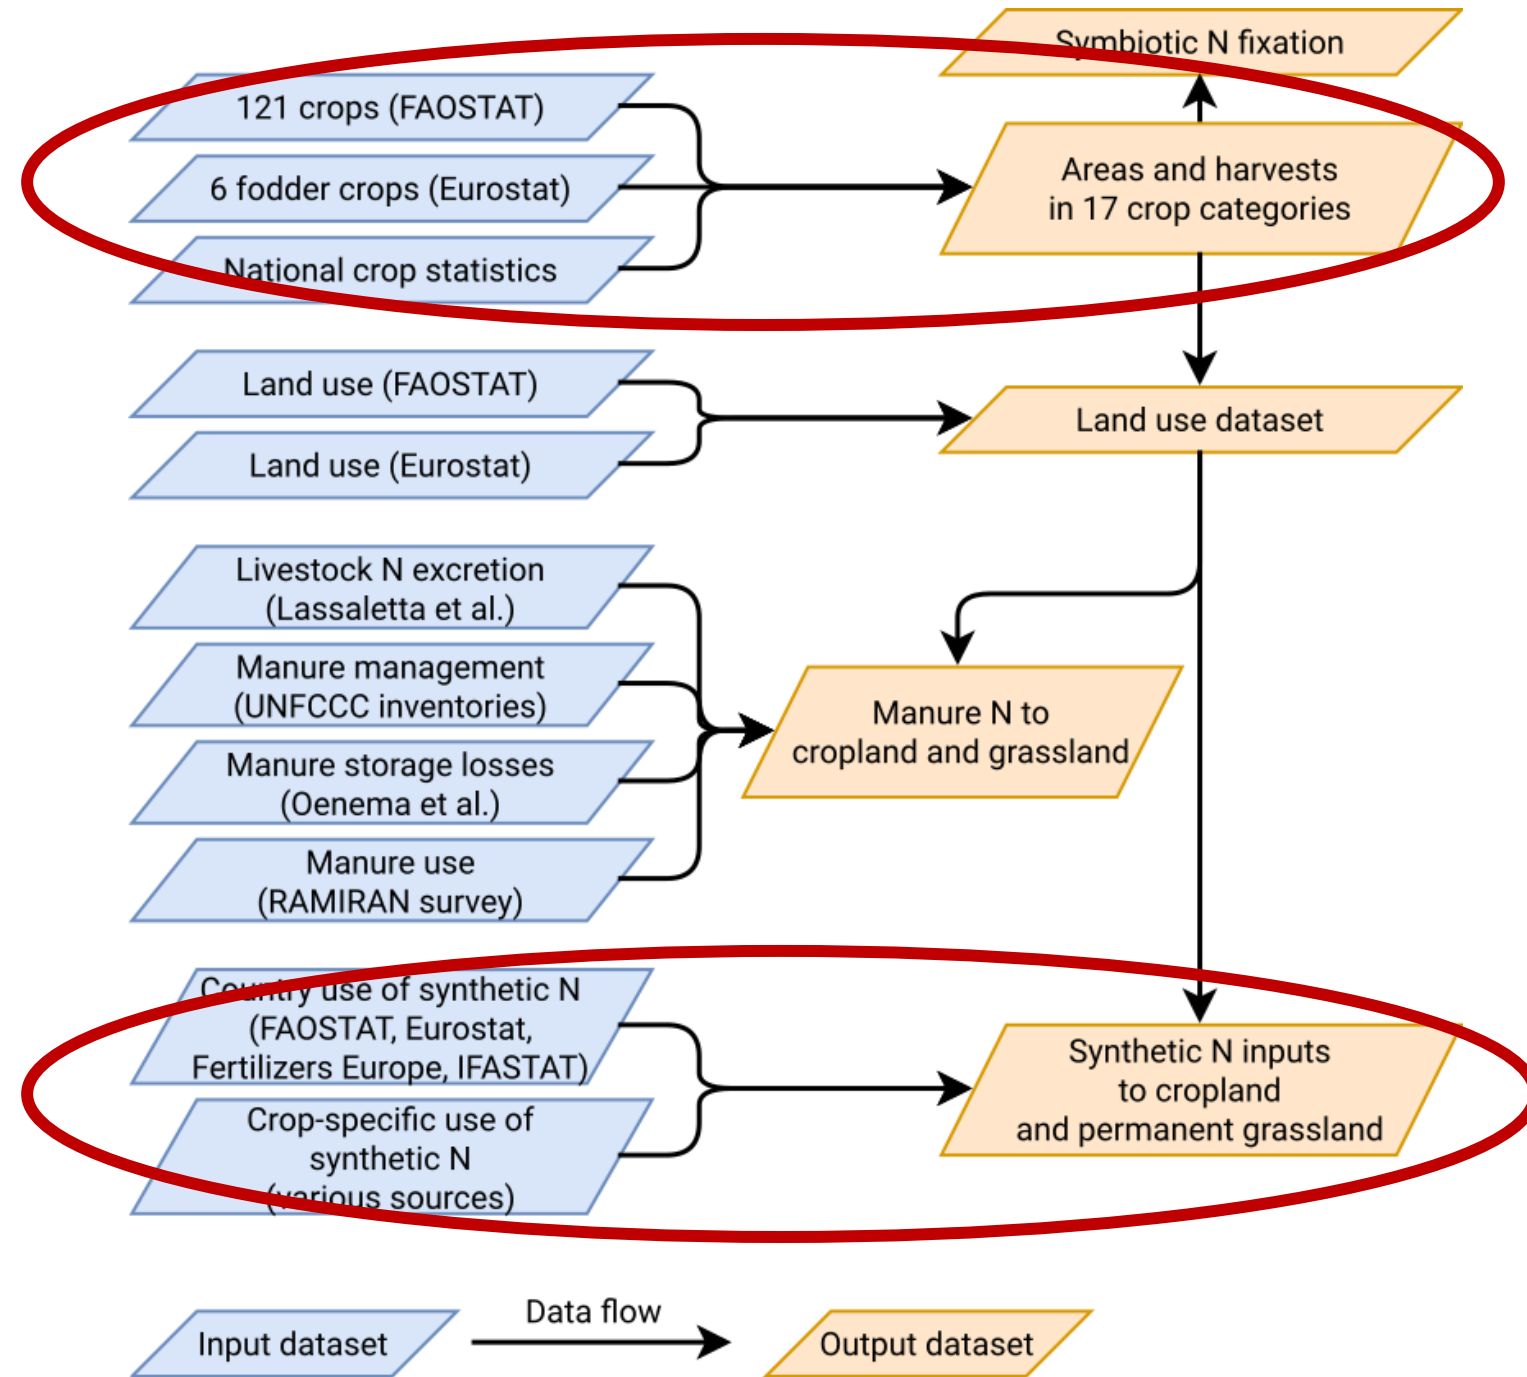 Symbiotic N fixation
121 crops (FAOSTAT)
6 fodder crops (Eurostat)
National crop statistics
Areas and harvests
in 17 crop categories
Land use (FAOSTAT)
Land use (Eurostat)
Land use dataset
Livestock N excretion
(Lassaletta et al.)
Manure management
(UNFCCC inventories)
Manure storage losses
(Oenema et al.)
Manure use
(RAMIRAN survey)
Manure N to
cropland and grassland
Country use of synthetic N
(FAOSTAT, Eurostat,
Fertilizers Europe, IFASTAT)
Crop-specific use of
synthetic N
(various sources)
Synthetic N inputs
to cropland
and permanent grassland
Input dataset
Data flow
Output dataset